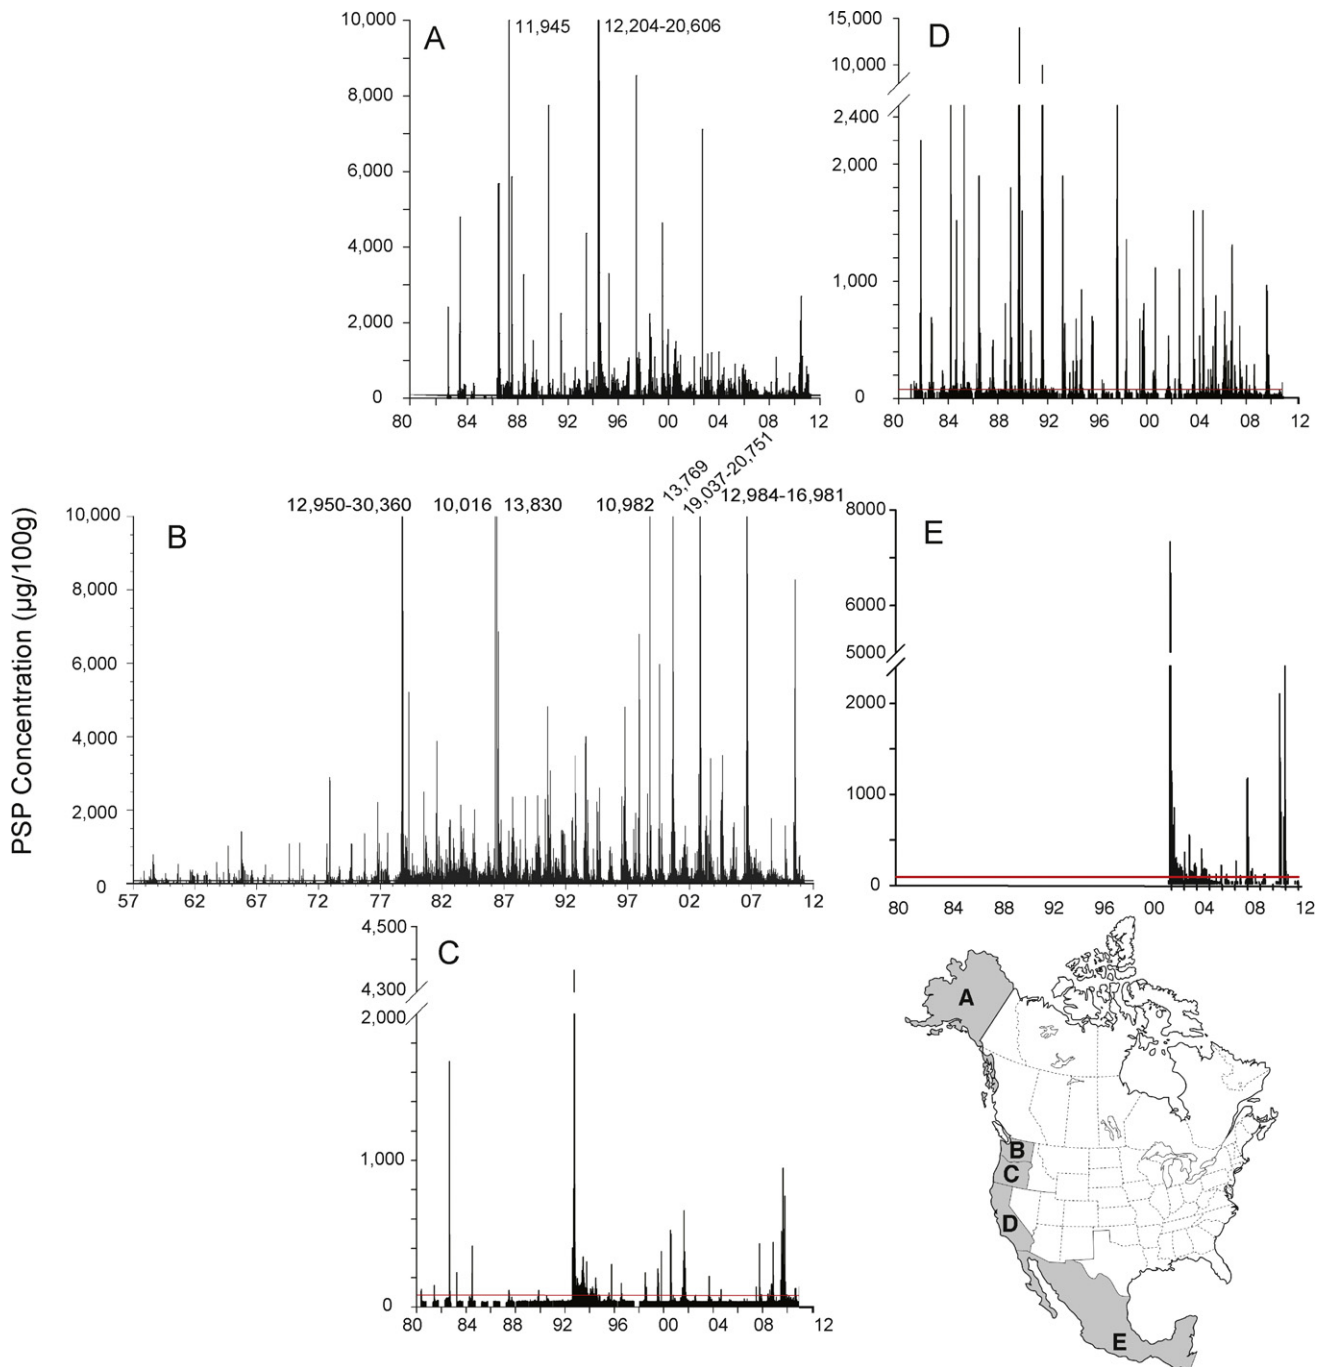 PSP Concentration (µg/100g)
A
11,945
12,204-20,606
10,000
8,000
6,000
4,000
2,000
0
80 84 88 92 96 00 04 08 12
D
15,000
10,000
2,400
2,000
1,000
0
80 84 88 92 96 00 04 08 12
B
12,950-30,360
10,016
13,830
10,982
13,769
19,037-20,751
12,984-16,981
10,000
8,000
6,000
4,000
2,000
0
57 62 67 72 77 82 87 92 97 02 07 12
E
8000
6000
5000
2000
1000
0
80 84 88 92 96 00 04 08 12
C
4,500
4,300
2,000
1,000
0
80 84 88 92 96 00 04 08 12
A
B
C
D
E